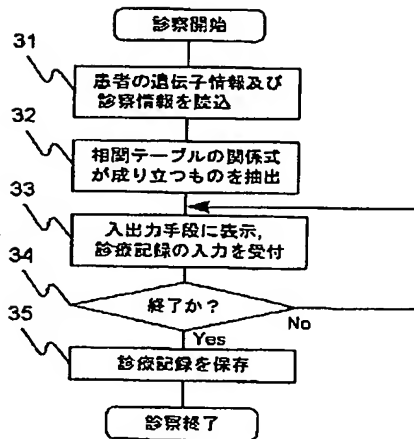 診察開始
31
患者の遺伝子情報及び
診察情報を読込
32
相関テーブルの関係式
が成り立つものを抽出
33
入出力手段に表示,
診療記録の入力を受付
34
終了か?
No
Yes
35
診療記録を保存
診察終了